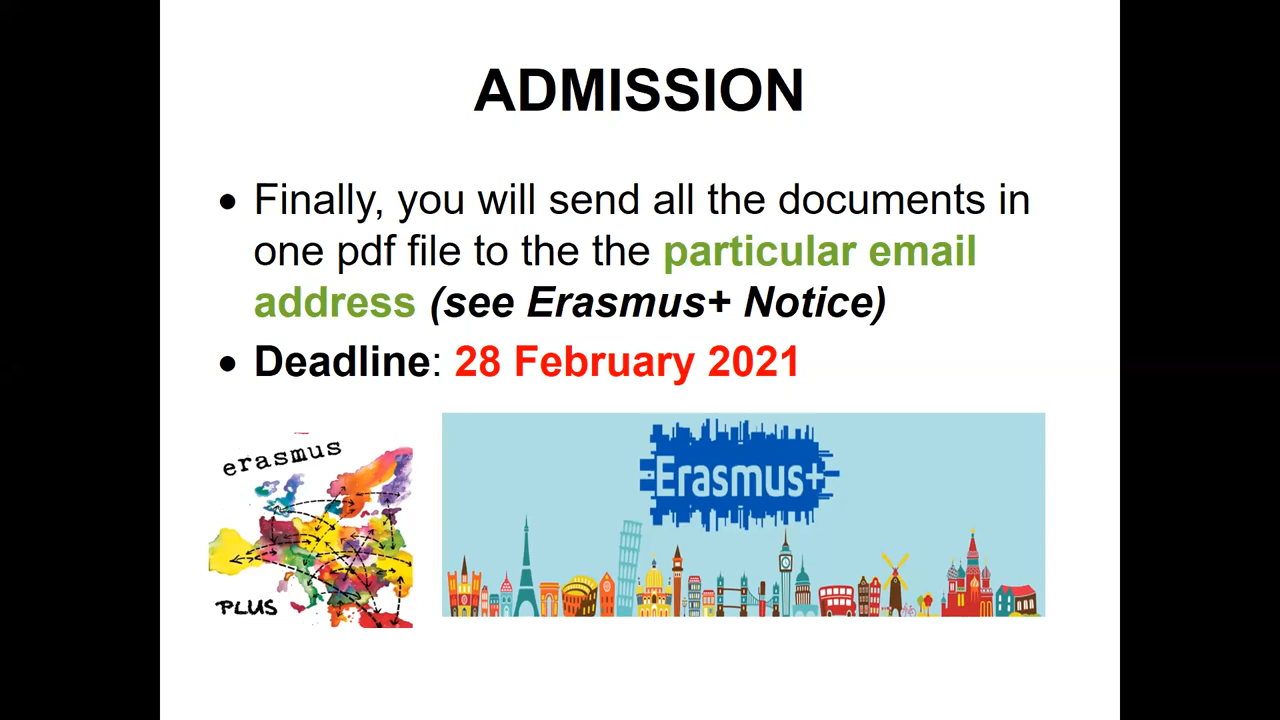 ADMISSION
• Finally, you will send all the documents in
one pdf file to the the particular email
address (see Erasmus+ Notice)
• Deadline: 28 February 2021
erasmus
PLUS
Erasmus+